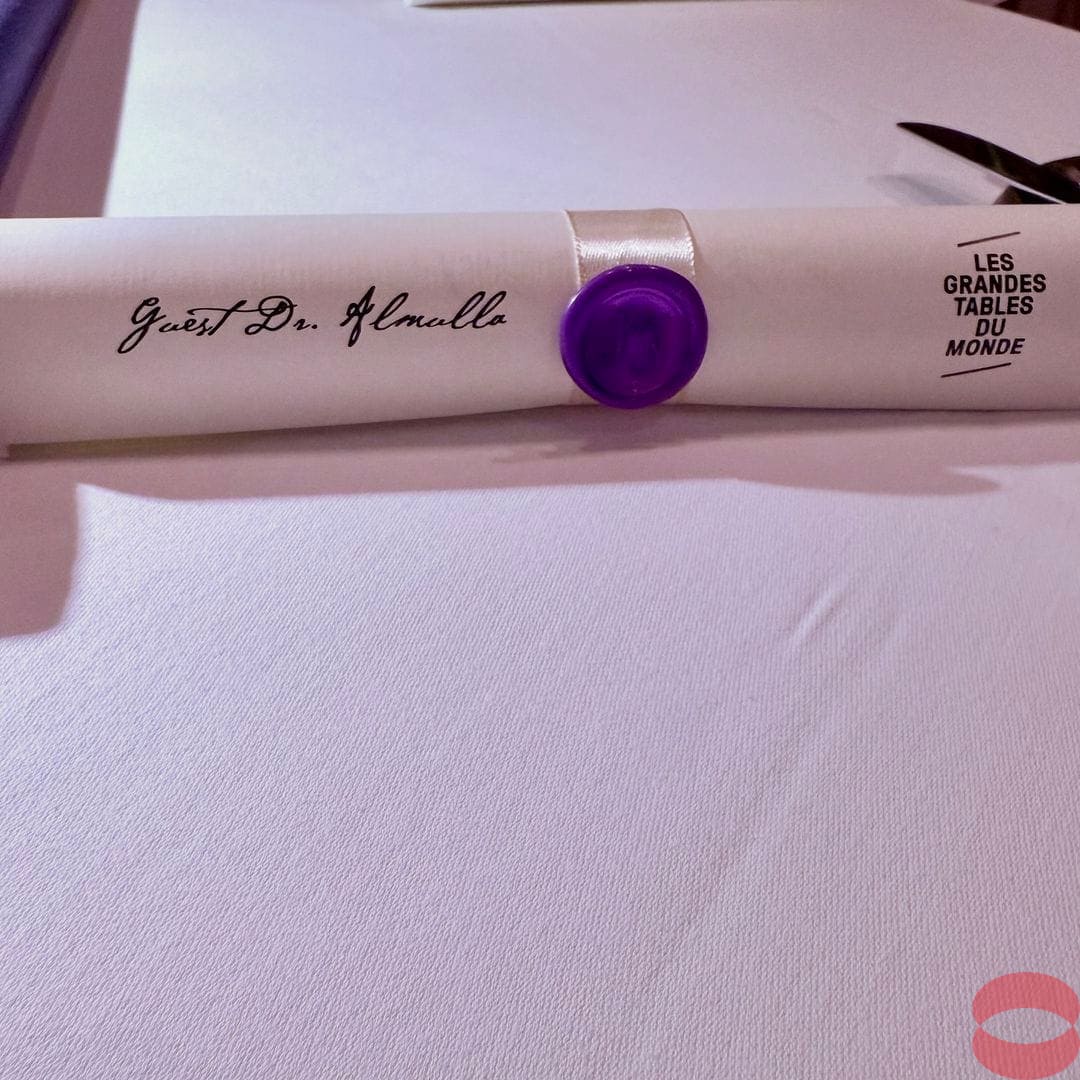 Guest Dr. Almulla
LES
GRANDES
TABLES
DU
MONDE